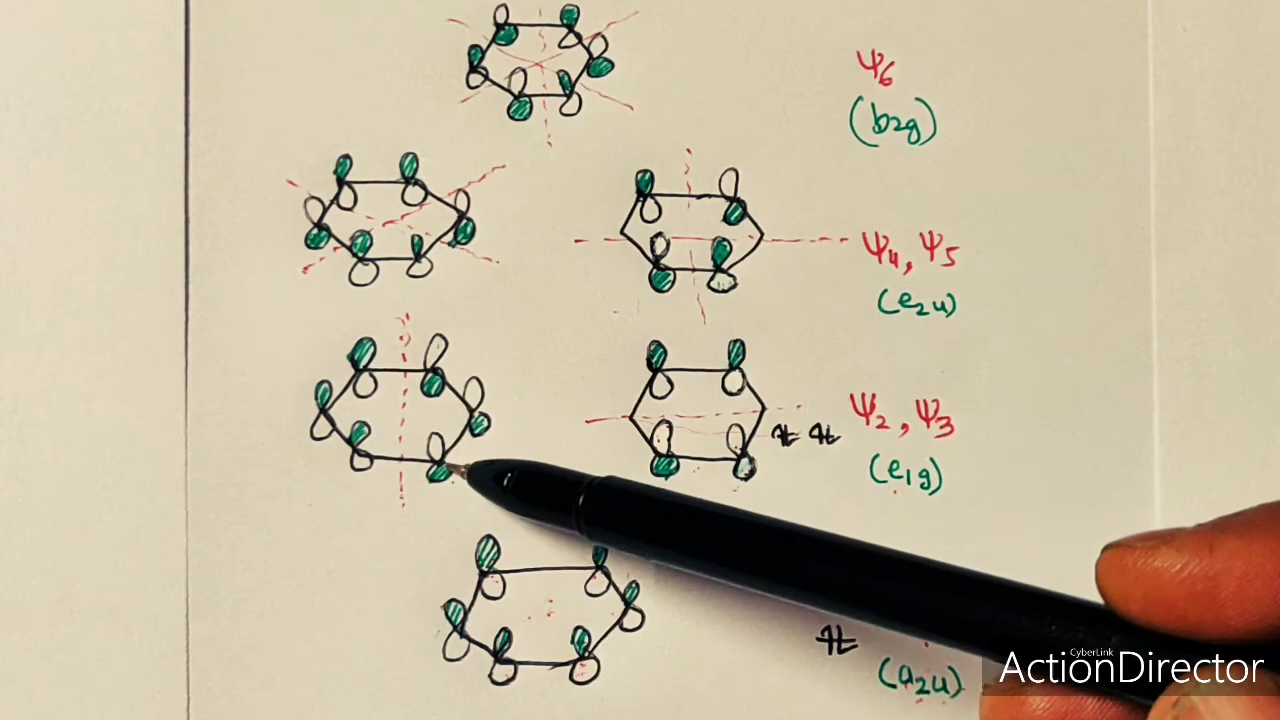 ψ6
(b2g)
ψ4, ψ5
(e2u)
ψ2, ψ3
(e1g)
(a2u)
CyberLink
ActionDirector